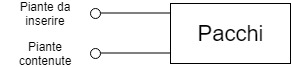 Piante da
inserire
Pacchi
Piante
contenute